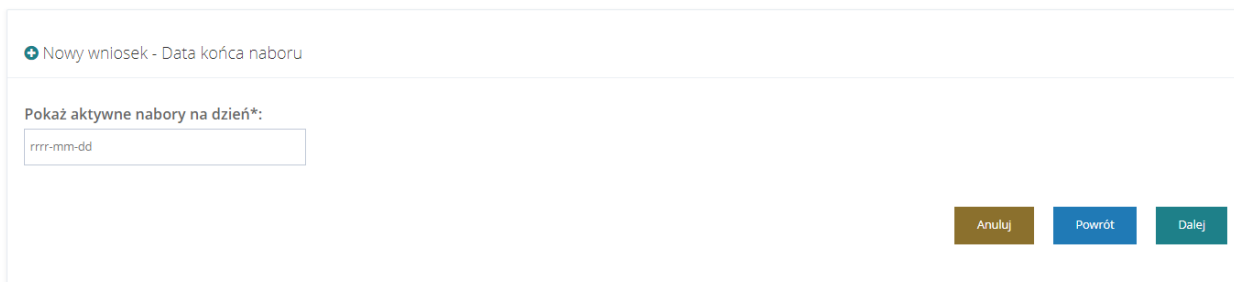 Nowy wniosek - Data końca naboru
Pokaż aktywne nabory na dzień*:
rrrr-mm-dd
Anuluj Powrót Dalej